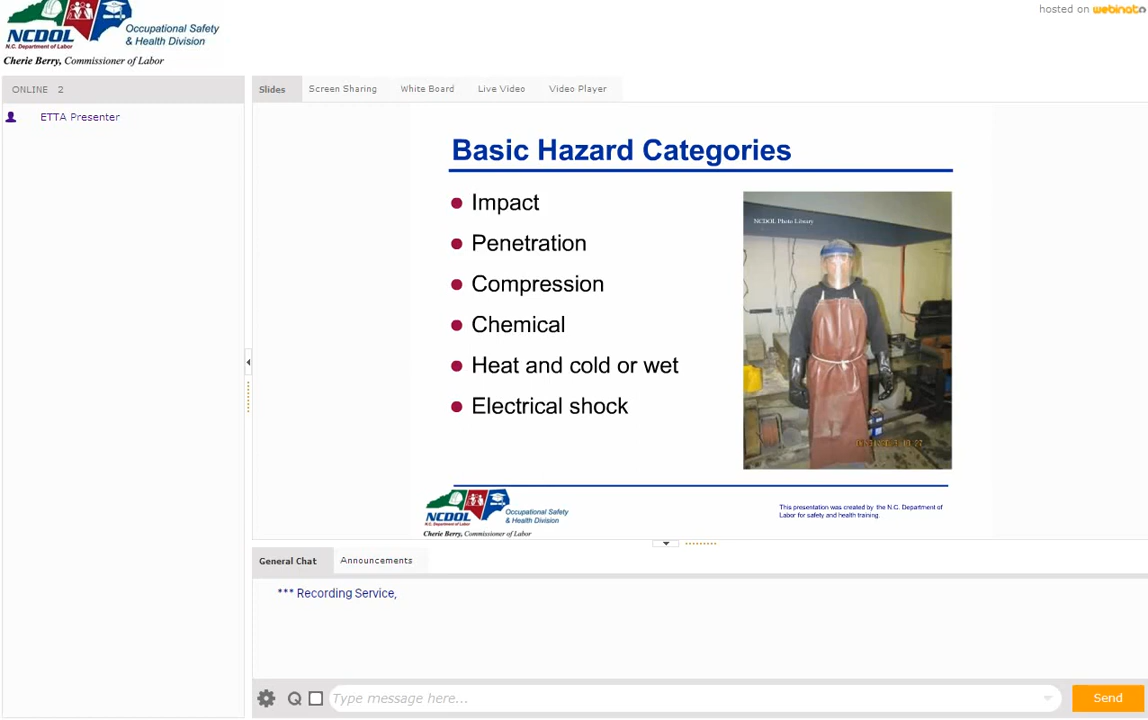 hosted on webinato
NCDOL
N.C. Department of Labor
Occupational Safety
& Health Division
Cherie Berry, Commissioner of Labor
ONLINE 2
ETTA Presenter
Slides
Screen Sharing
White Board
Live Video
Video Player
Basic Hazard Categories
Impact
Penetration
Compression
Chemical
Heat and cold or wet
Electrical shock
NCDOL Photo Library
NCDOL
N.C. Department of Labor
Occupational Safety
& Health Division
Cherie Berry, Commissioner of Labor
This presentation was created by the N.C. Department of
Labor for safety and health training.
General Chat
Announcements
*** Recording Service,
Type message here...
Send